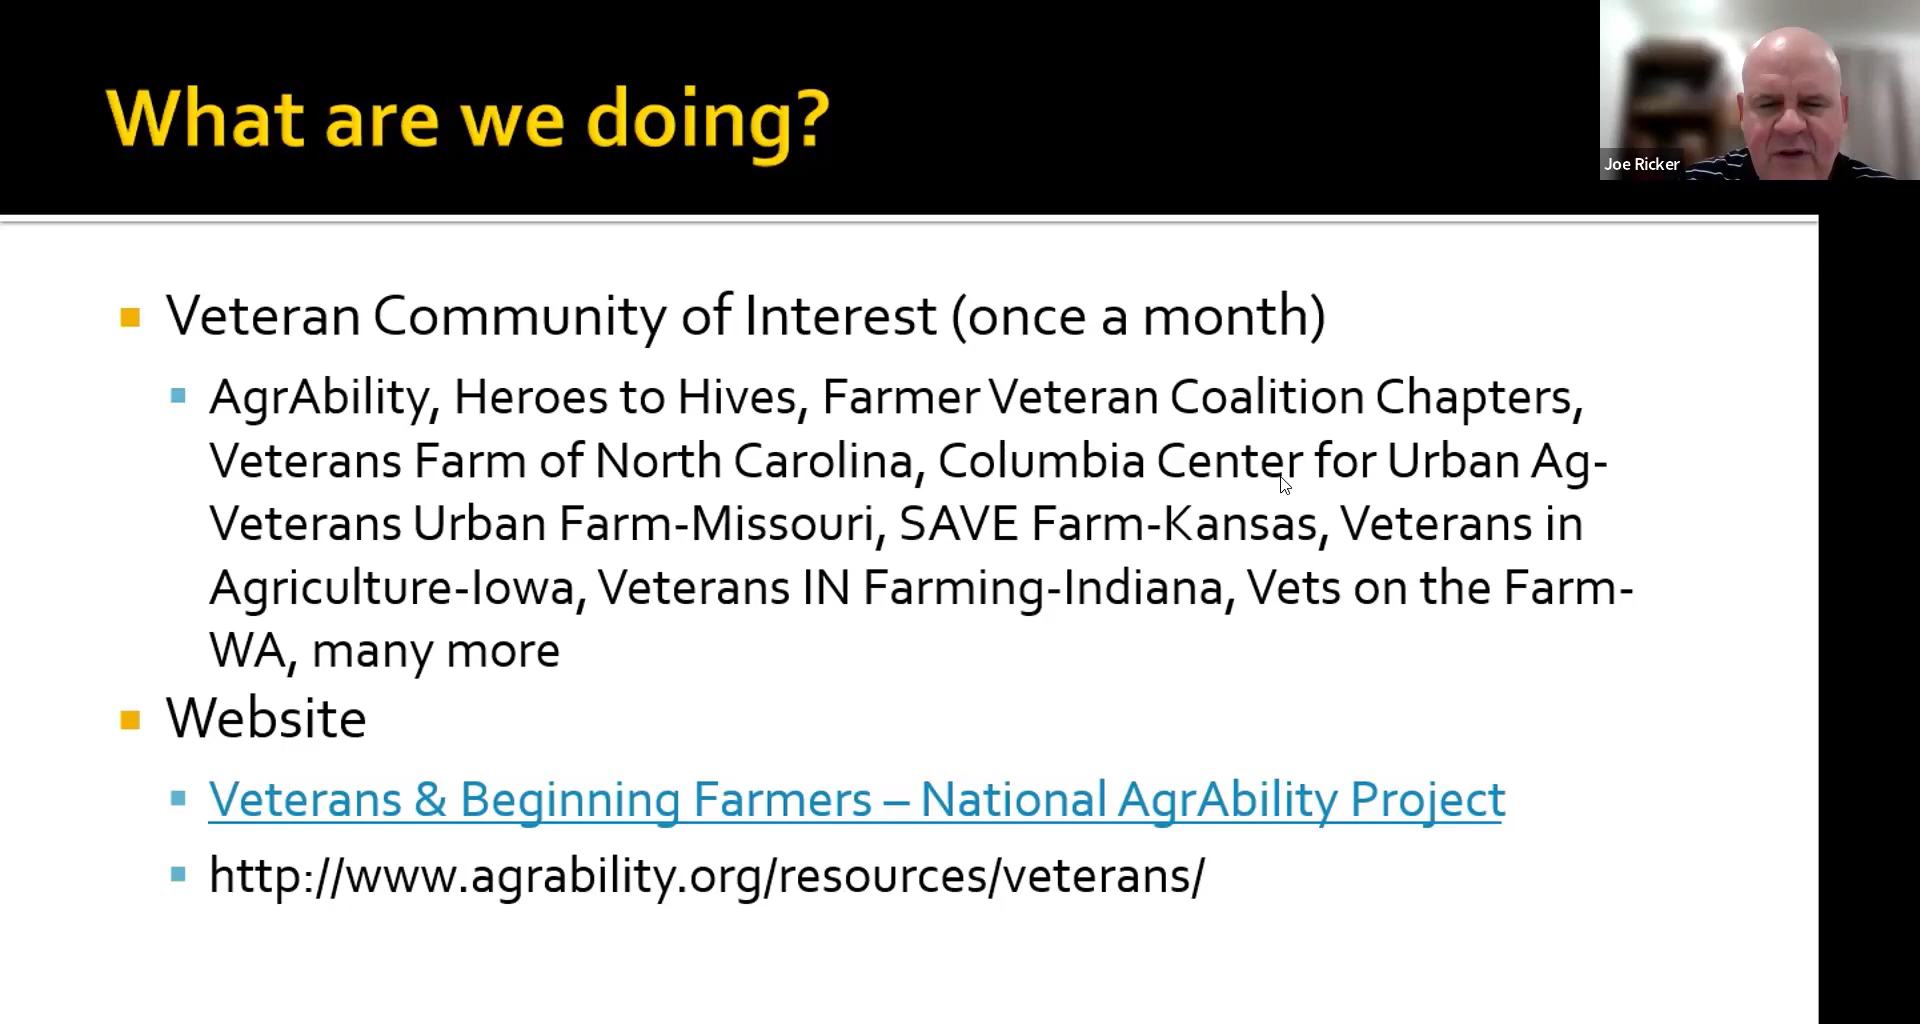 What are we doing?
Joe Ricker
Veteran Community of Interest (once a month)
AgrAbility, Heroes to Hives, Farmer Veteran Coalition Chapters,
Veterans Farm of North Carolina, Columbia Center for Urban Ag-
Veterans Urban Farm-Missouri, SAVE Farm-Kansas, Veterans in
Agriculture-Iowa, Veterans IN Farming-Indiana, Vets on the Farm-
WA, many more
Website
Veterans & Beginning Farmers – National AgrAbility Project
http://www.agrability.org/resources/veterans/